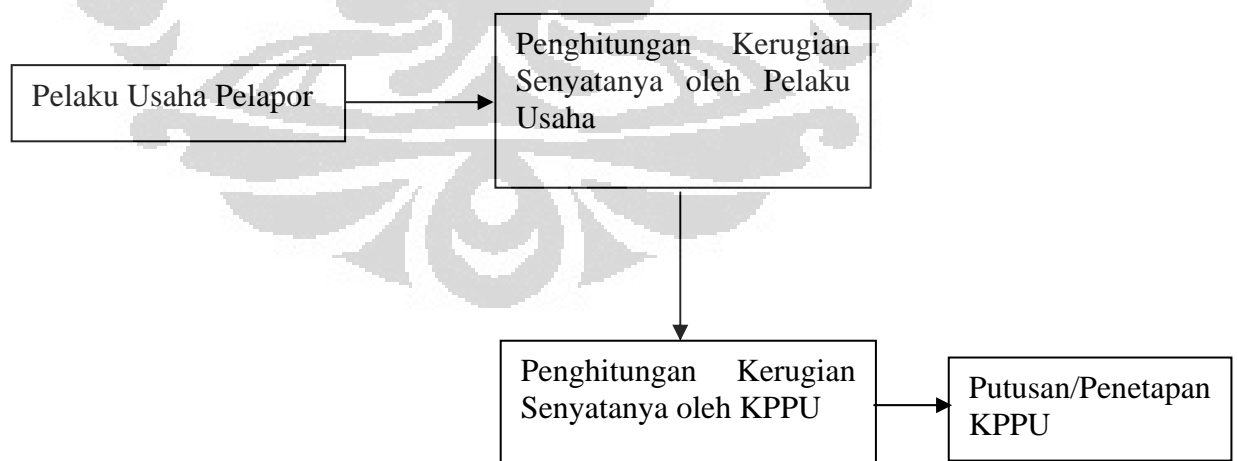 Pelaku Usaha Pelapor
Penghitungan Kerugian
Senyatanya oleh Pelaku
Usaha
Penghitungan Kerugian
Senyatanya oleh KPPU
Putusan/Penetapan
KPPU